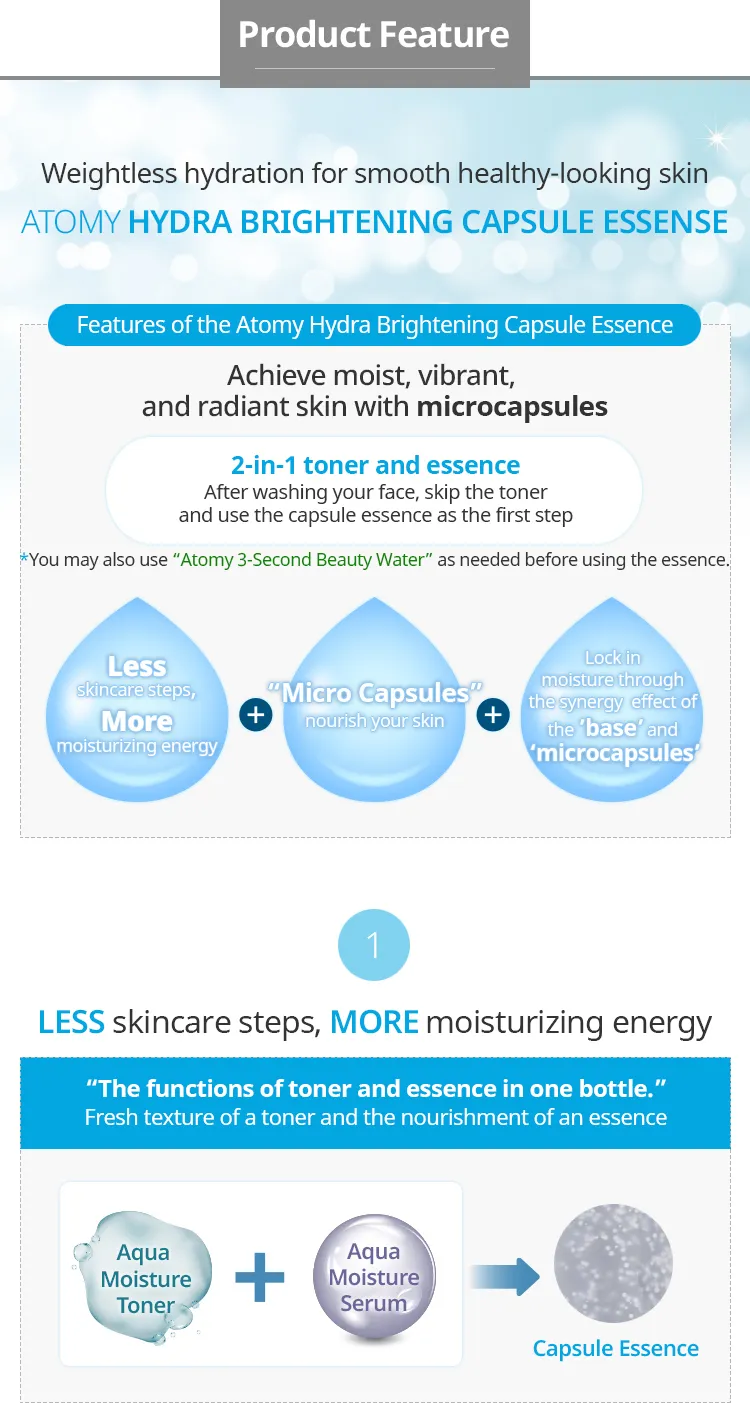 Product Feature
Weightless hydration for smooth healthy-looking skin
ATOMY HYDRA BRIGHTENING CAPSULE ESSENSE
Features of the Atomy Hydra Brightening Capsule Essence
Achieve moist, vibrant,
and radiant skin with microcapsules
2-in-1 toner and essence
After washing your face, skip the toner
and use the capsule essence as the first step
*You may also use “Atomy 3-Second Beauty Water” as needed before using the essence.
Less
skincare steps,
More
moisturizing energy
+
“Micro Capsules”
nourish your skin
+
Lock in
moisture through
the synergy effect of
the ’base’ and
‘microcapsules’
1
LESS skincare steps, MORE moisturizing energy
“The functions of toner and essence in one bottle.”
Fresh texture of a toner and the nourishment of an essence
Aqua
Moisture
Toner
+
Aqua
Moisture
Serum
Capsule Essence